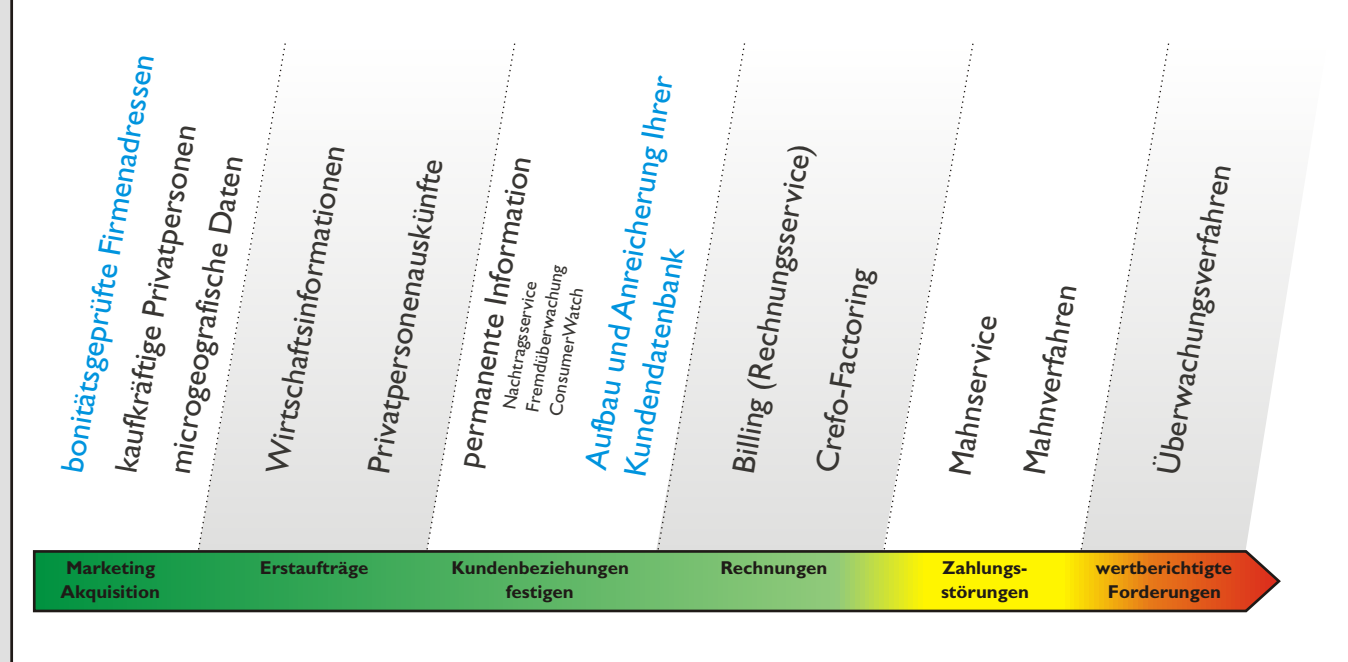 bonitätsgeprüfte Firmenadressen
kaufkräftige Privatpersonen
microgeografische Daten
Wirtschaftsinformationen
Privatpersonenauskünfte
permanente Information
Nachtragsservice
Fremdüberwachung
ConsumerWatch
Aufbau und Anreicherung Ihrer
Kundendatenbank
Billing (Rechnungsservice)
Crefo-Factoring
Mahnservice
Mahnverfahren
Überwachungsverfahren
Marketing
Akquisition
Erstaufträge
Kundenbeziehungen
festigen
Rechnungen
Zahlungs-
störungen
wertberichtigte
Forderungen